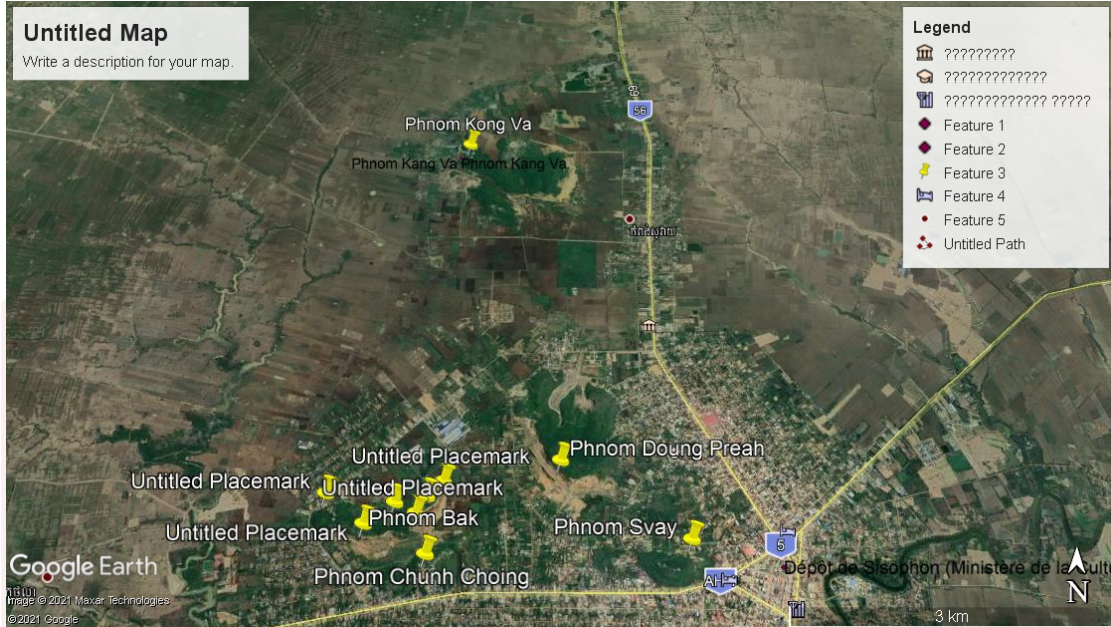 Untitled Map
Write a description for your map.
Legend
?????????
?????????????
????????????? ?????
Feature 1
Feature 2
Feature 3
Feature 4
Feature 5
Untitled Path
69
56
Phnom Kong Va
Phnom Kang Va Phnom Kang Va
Phnom Doung Preah
Untitled Placemark
Untitled Placemark
Untitled Placemark
Phnom Bak
Untitled Placemark
Phnom Svay
5
Phnom Chunh Choing
Dépôt de Sisophon (Ministère de la Cult
AH
Google Earth
Image © 2021 Maxar Technologies
© 2021 Google
3 km
N